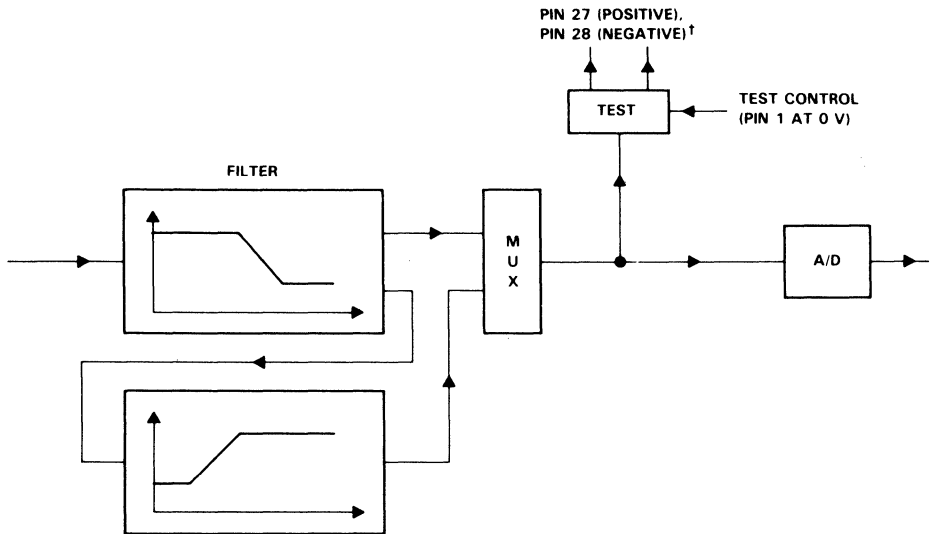 PIN 27 (POSITIVE),
PIN 28 (NEGATIVE)†
TEST
TEST CONTROL
(PIN 1 AT 0 V)
FILTER
M
U
X
A/D